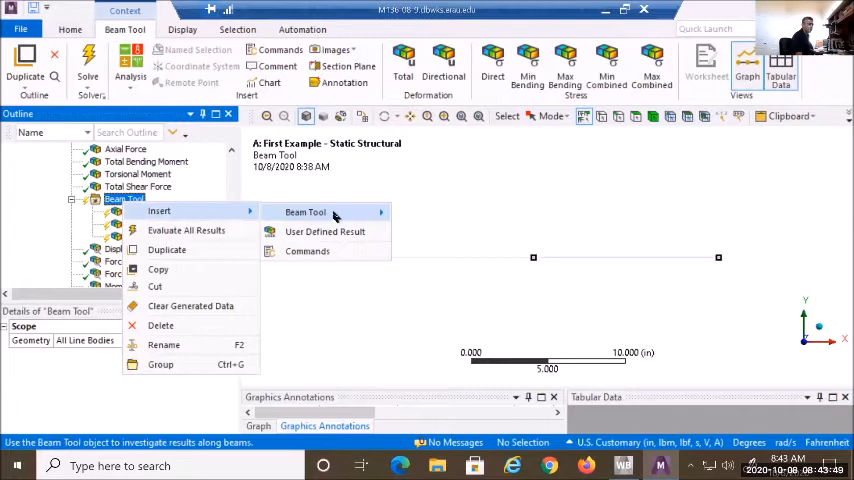 Context
M136-08-9.dbwks.erau.edu
File
Home
Beam Tool
Display
Selection
Automation
Quick Launch
Duplicate
Outline
Solve
Solver
Analysis
Named Selection
Coordinate System
Remote Point
Insert
Commands
Comment
Chart
Images
Section Plane
Annotation
Total
Directional
Deformation
Direct
Min Bending
Max Bending
Min Combined
Max Combined
Stress
Worksheet
Graph
Tabular Data
Views
Outline
Name
Search Outline
Select
Mode
Clipboard
Axial Force
Total Bending Moment
Torsional Moment
Total Shear Force
Beam Tool
A: First Example - Static Structural
Beam Tool
10/8/2020 8:38 AM
Insert
Evaluate All Results
Duplicate
Copy
Cut
Clear Generated Data
Delete
Rename F2
Group Ctrl+G
Beam Tool
User Defined Result
Commands
Details of "Beam Tool"
Scope
Geometry All Line Bodies
0.000
10.000 (in)
5.000
Y
X
Graphics Annotations
Tabular Data
Graph
Graphics Annotations
Use the Beam Tool object to investigate results along beams.
No Messages
No Selection
U.S. Customary (in, lbm, lbf, s, V, A)
Degrees
rad/s
Fahrenheit
Type here to search
WB
M
8:43 AM
2020-10-08 08:43:49